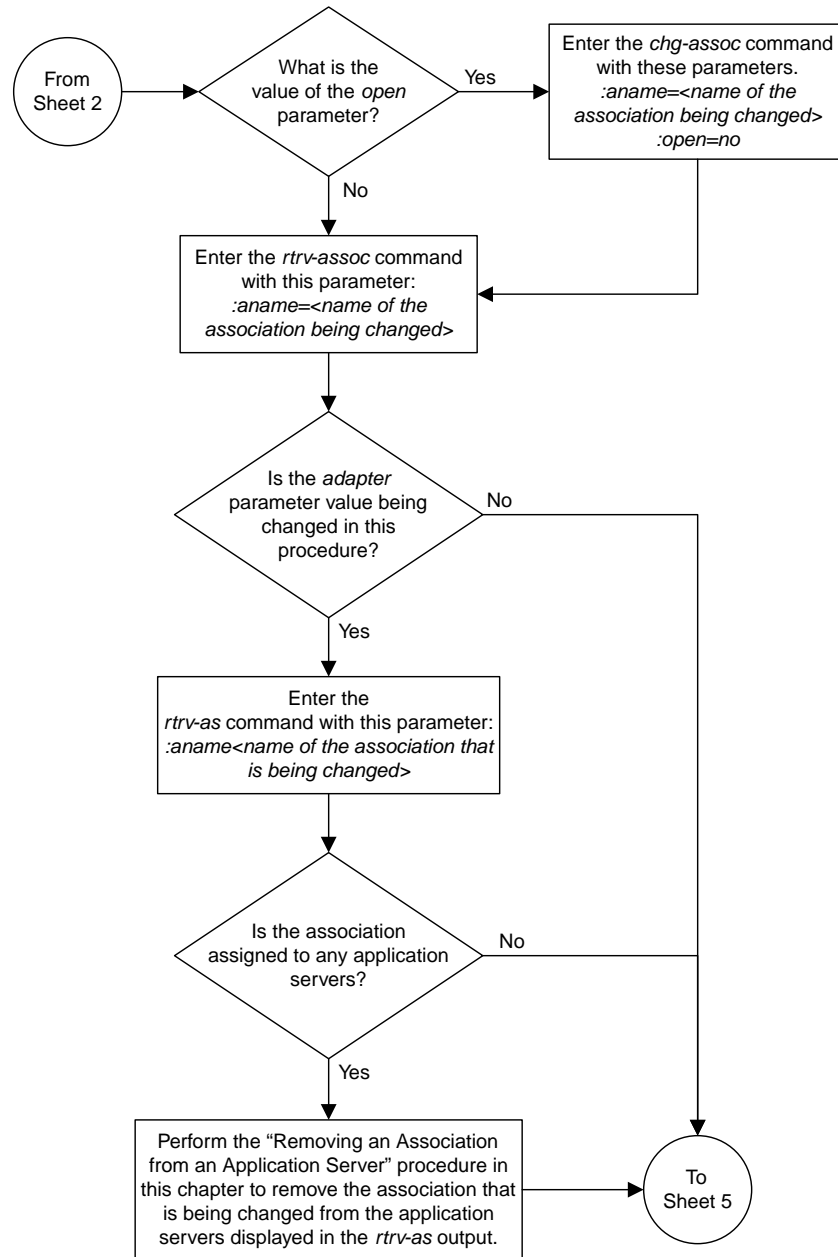 From
Sheet 2
What is the
value of the open
parameter?
Yes
Enter the chg-assoc command
with these parameters.
:aname=<name of the
association being changed>
:open=no
No
Enter the rtrv-assoc command
with this parameter:
:aname=<name of the
association being changed>
Is the adapter
parameter value being
changed in this
procedure?
No
Yes
Enter the
rtrv-as command with this parameter:
:aname<name of the association that
is being changed>
Is the association
assigned to any application
servers?
No
Yes
Perform the “Removing an Association
from an Application Server” procedure in
this chapter to remove the association that
is being changed from the application
servers displayed in the rtrv-as output.
To
Sheet 5